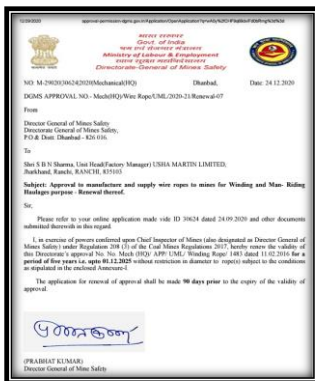 12/29/2020 approval-permission-dgms.gov.in/Application/
भारत सरकार
Govt. of India
श्रम एवं रोजगार मंत्रालय
Ministry of Labour & Employment
खान सुरक्षा महानिदेशालय
Directorate-General of Mines Safety
NO: M-29020(30624)2020(Mechanical(HQ) Dhanbad, Date: 24.12.2020
DGMS APPROVAL NO.- Mech(HQ)/Wire Rope/UML/2020-21/Renewal-07
From
Director General of Mines Safety
Directorate General of Mines Safety,
P.O & Distt. Dhanbad - 826 016.
To
Shri S B N Sharma, Unit Head(Factory Manager) USHA MARTIN LIMITED,
Jharkhand, Ranchi, RANCHI, 835103
Subject: Approval to manufacture and supply wire ropes to mines for Winding and Man- Riding
Haulages purpose - Renewal thereof.
Sir,
Please refer to your online application made vide ID 30624 dated 24.09.2020 and other documents
submitted therewith in this regard.
I, in exercise of powers conferred upon Chief Inspector of Mines (also designated as Director General of
Mines Safety) under Regulation 208 (3) of the Coal Mines Regulations 2017, hereby renew the validity of
this Directorate's approval No. No. Mech (HQ)/ APP/ UML/ Winding Rope/ 1483 dated 11.02.2016 for a
period of five years i.e. upto 01.12.2025 without restriction in diameter to rope(s) subject to the conditions
as stipulated in the enclosed Annexure-I.
The application for renewal of approval shall be made 90 days prior to the expiry of the validity of
approval.
(PRABHAT KUMAR)
Director General of Mine Safety